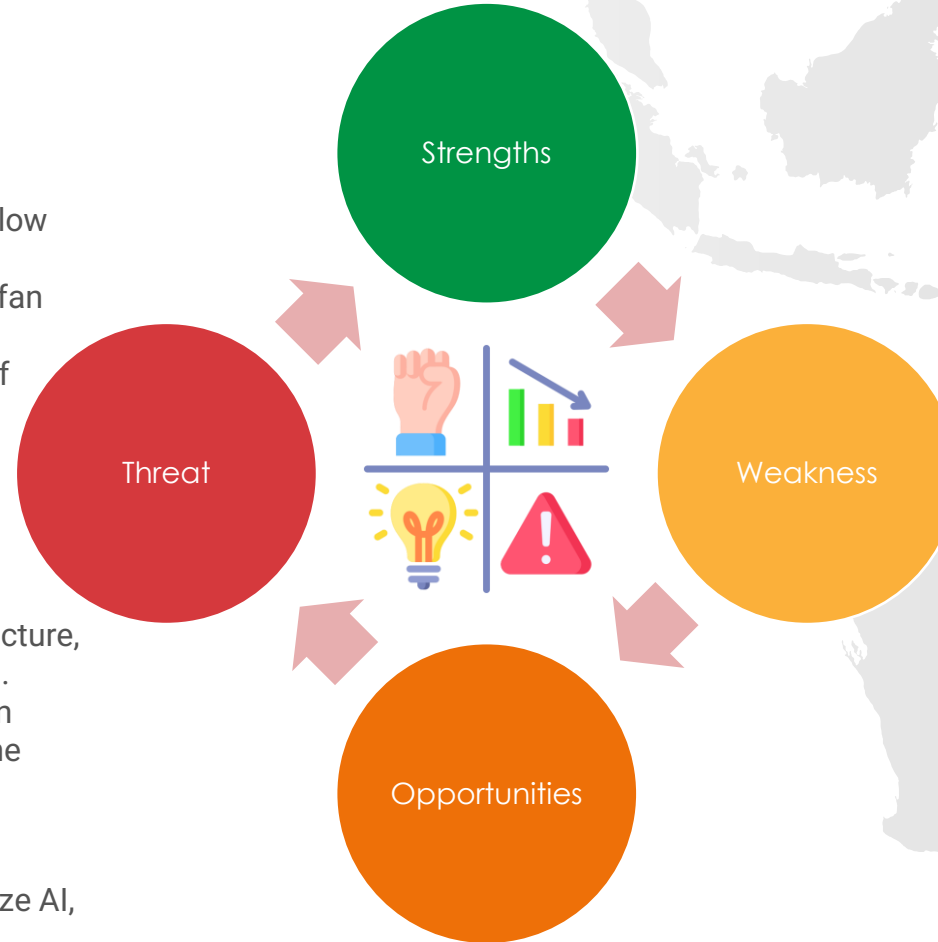 Strengths
low
fan
f
Threat
Weakness
cture,
.
n
ne
Opportunities
ze AI,